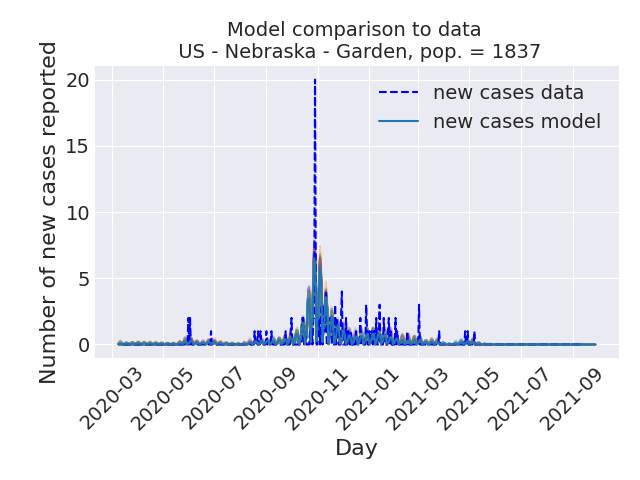 Model comparison to data
US - Nebraska - Garden, pop. = 1837
Number of new cases reported
20
15
10
5
0
new cases data
new cases model
2020-03
2020-05
2020-07
2020-09
2020-11
2021-01
2021-03
2021-05
2021-07
2021-09
Day